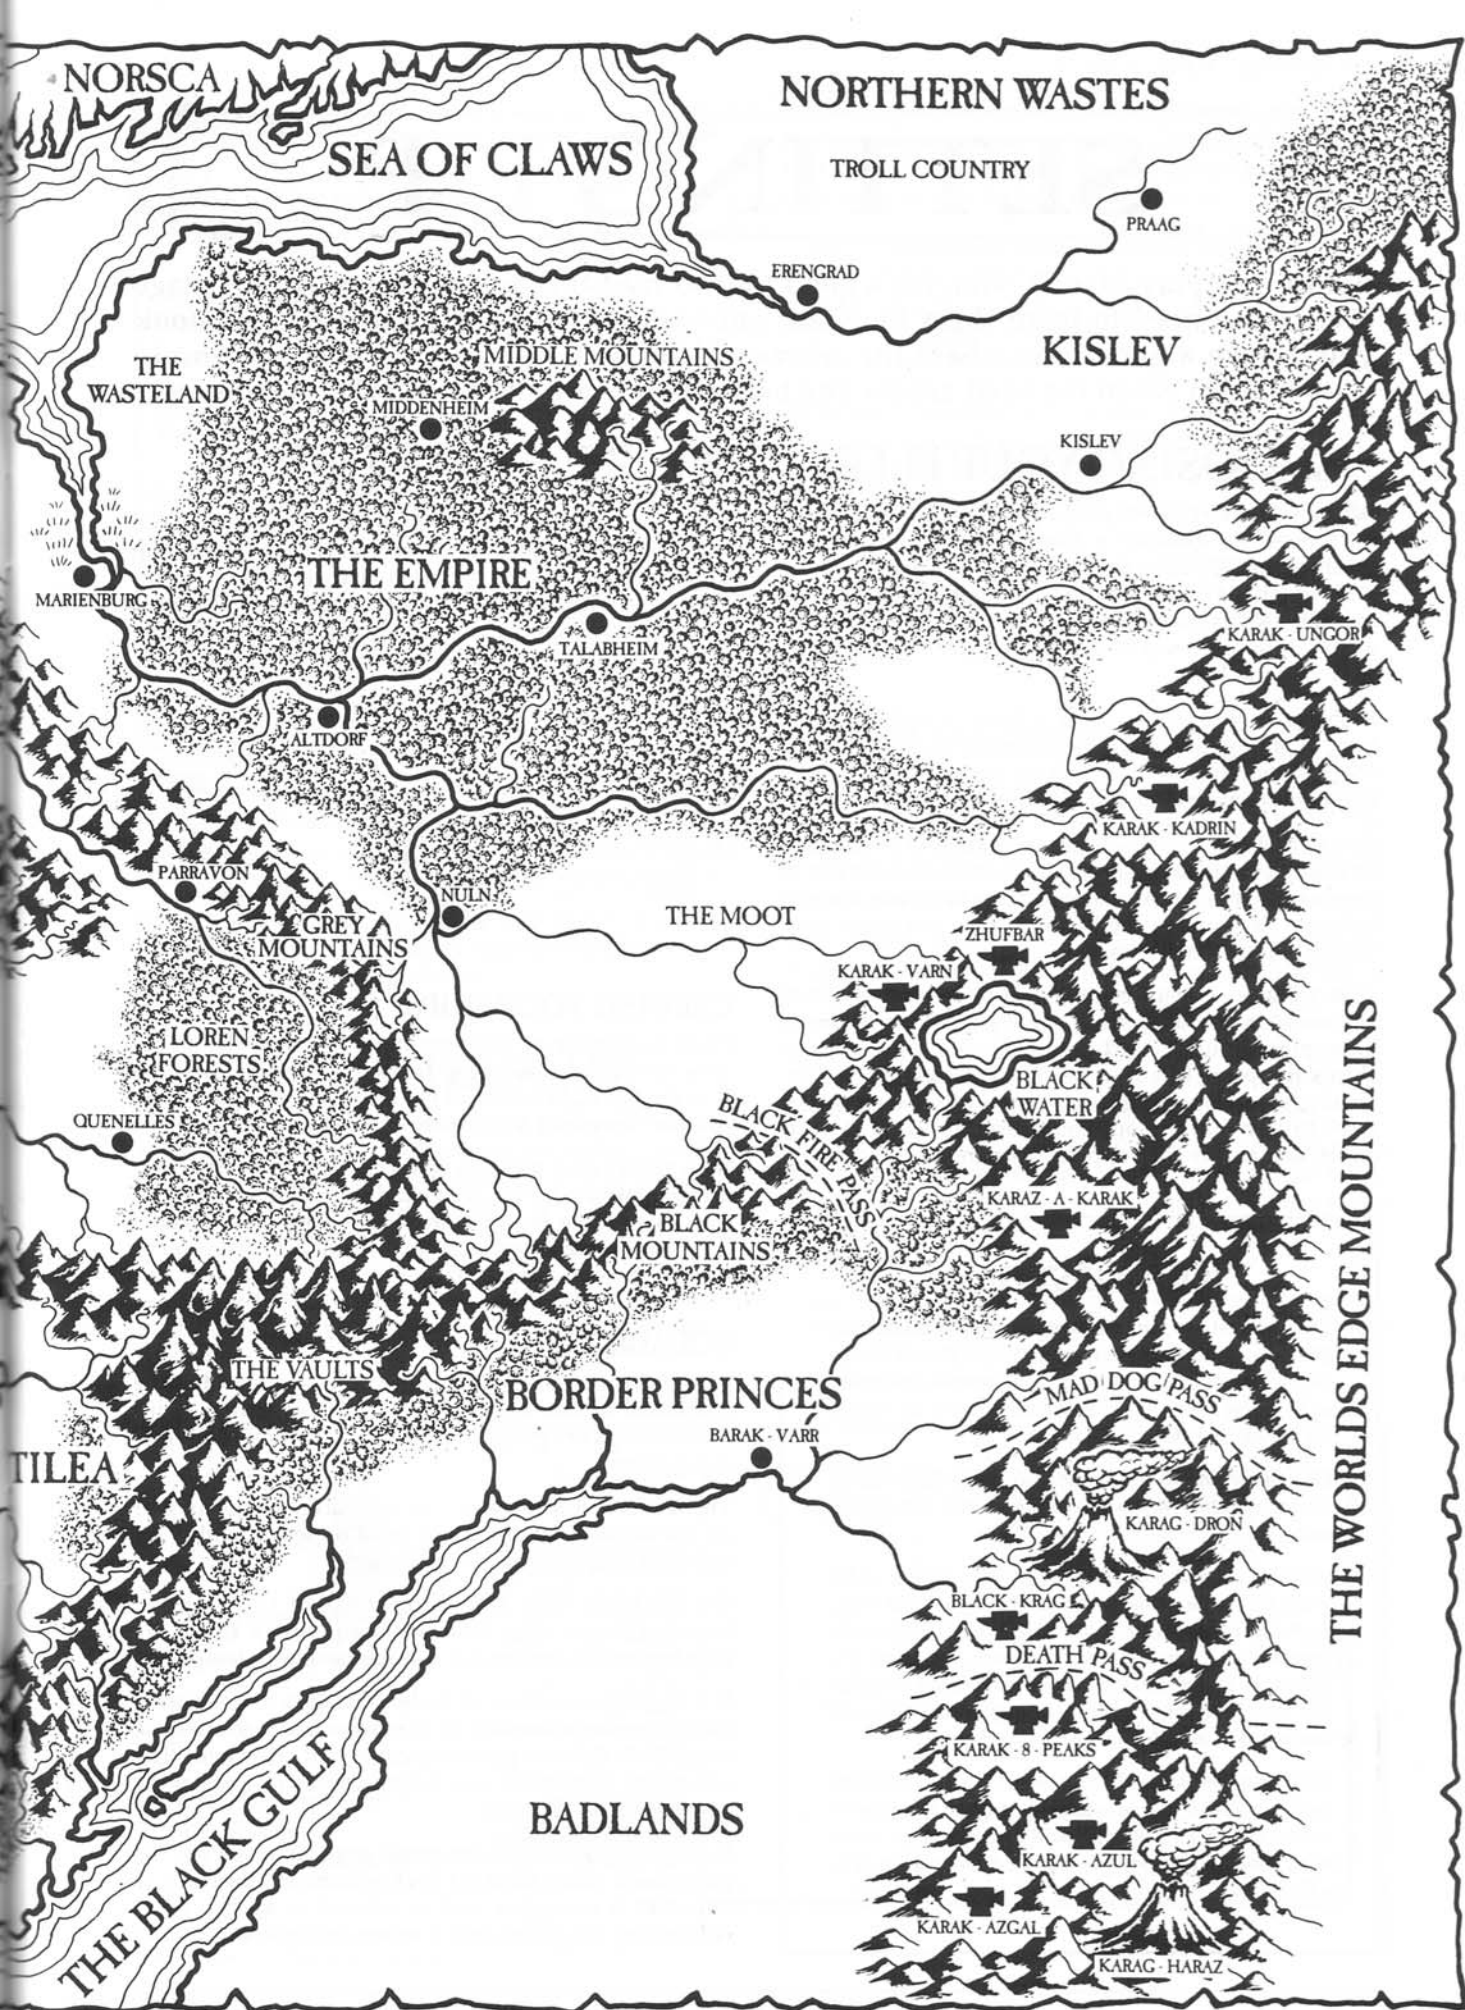 NORSCA
NORTHERN WASTES
SEA OF CLAWS
TROLL COUNTRY
PRAAG
ERENGRAD
KISLEV
MIDDLE MOUNTAINS
THE
WASTELAND
MIDDENHEIM
KISLEV
THE EMPIRE
MARIENBURG
KARAK - UNGOR
TALABHEIM
ALTDORF
KARAK - KADRIN
PARRAVON
NULN
THE MOOT
GREY
MOUNTAINS
ZHUFBAR
KARAK - VARN
LOREN
FORESTS
BLACK
WATER
QUENELLES
BLACK FIRE PASS
KARAZ - A - KARAK
BLACK
MOUNTAINS
THE WORLDS EDGE MOUNTAINS
THE VAULTS
BORDER PRINCES
MAD DOG PASS
BARAK - VARR
TILEA
KARAG - DRON
BLACK - KRAG
DEATH PASS
KARAK - 8 - PEAKS
THE BLACK GULF
BADLANDS
KARAK - AZUL
KARAK - AZGAL
KARAG - HARAZ